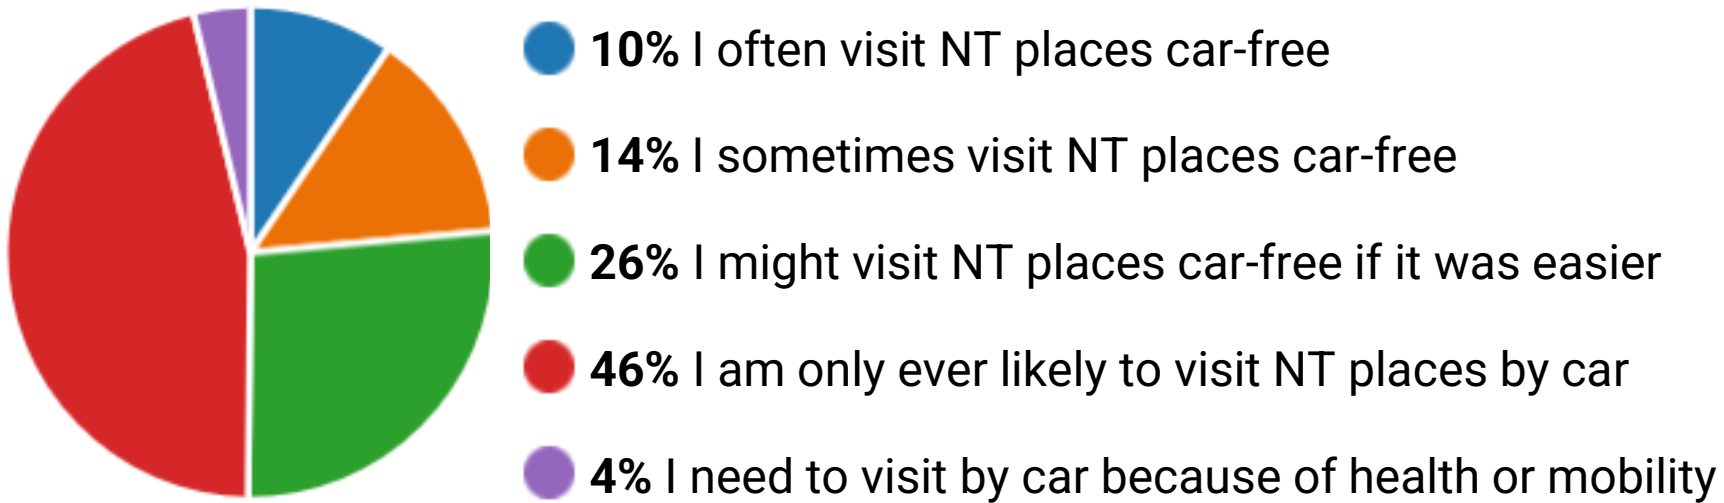 10% I often visit NT places car-free
14% I sometimes visit NT places car-free
26% I might visit NT places car-free if it was easier
46% I am only ever likely to visit NT places by car
4% I need to visit by car because of health or mobility